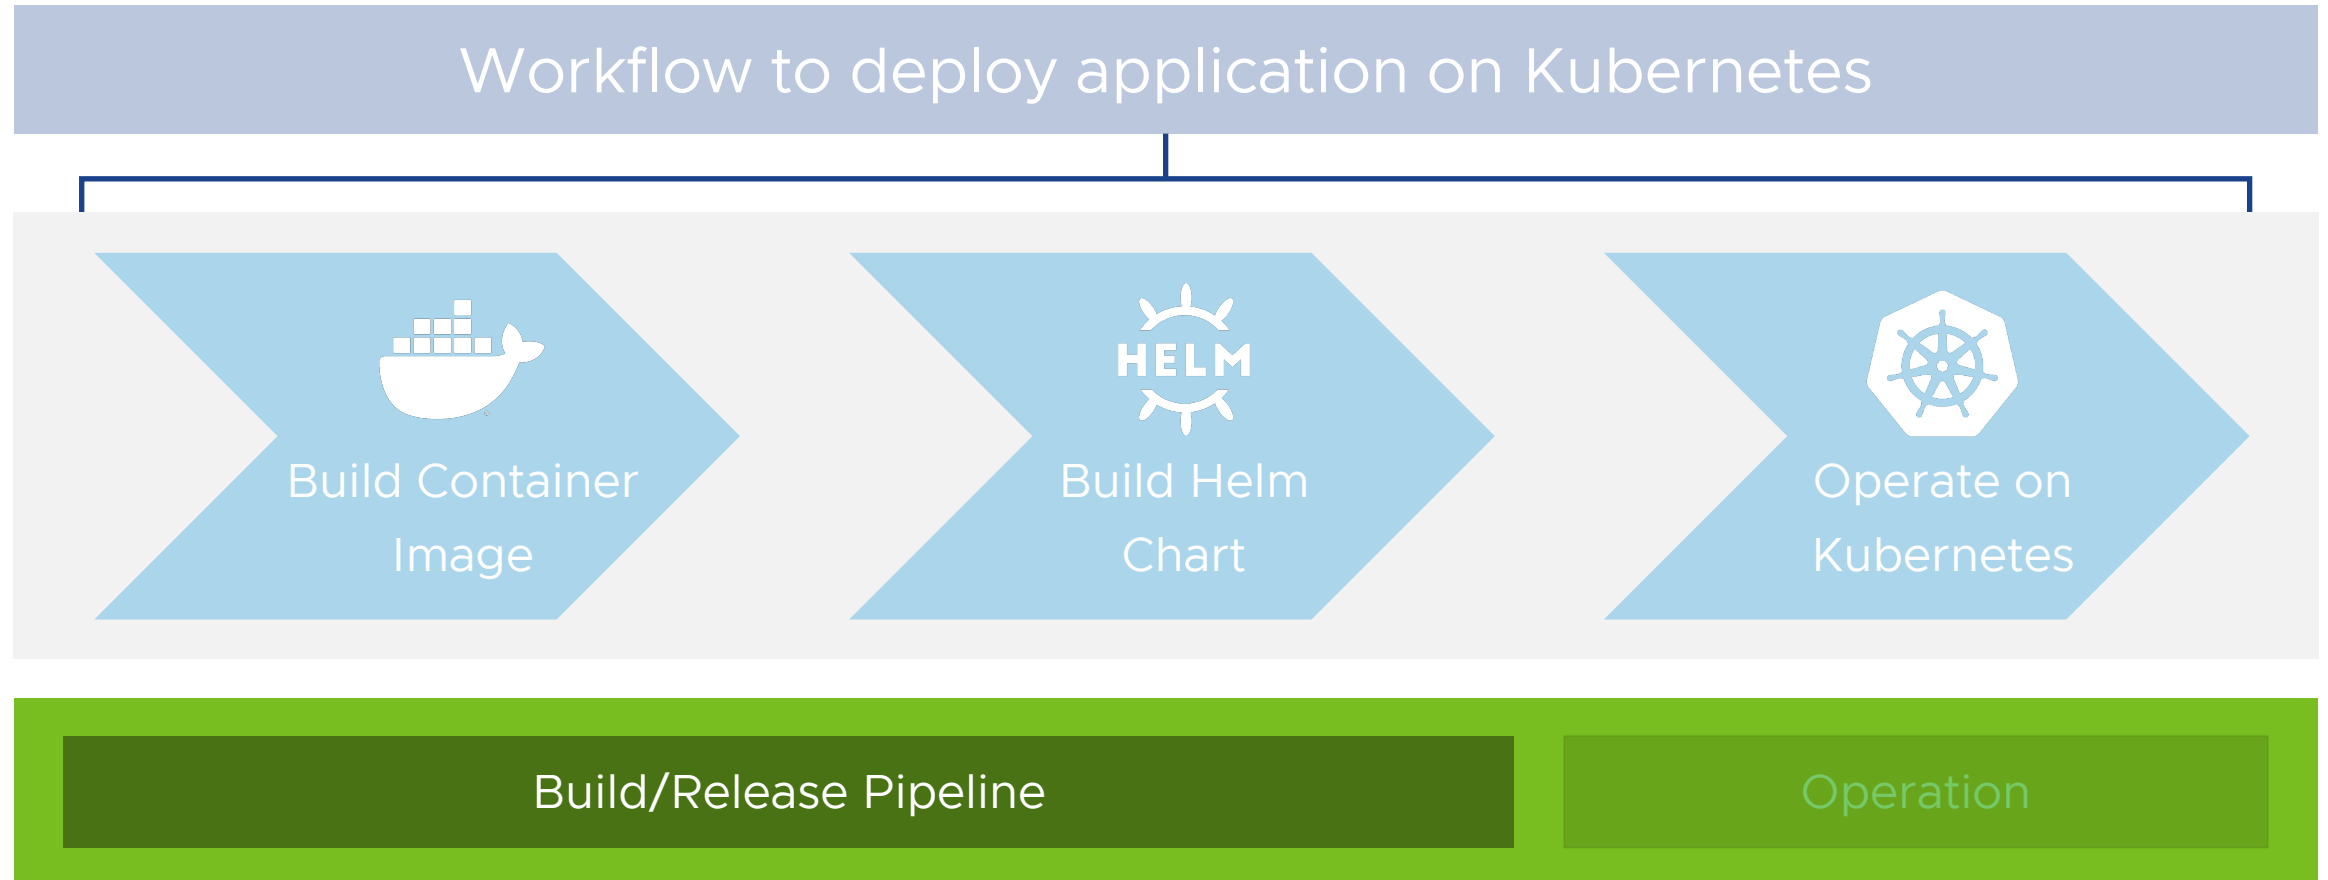 Workflow to deploy application on Kubernetes
HELM
Build Container
Image
Build Helm
Chart
Operate on
Kubernetes
Build/Release Pipeline
Operation